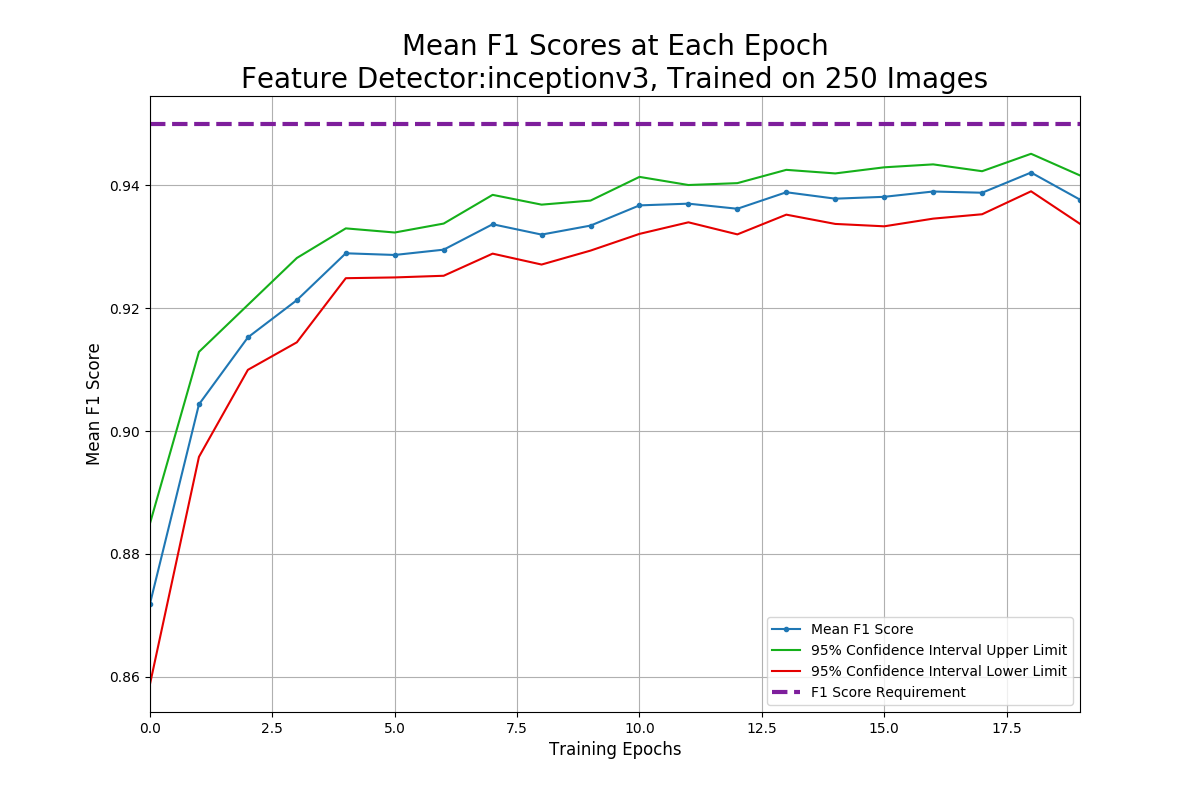 Mean F1 Scores at Each Epoch
Feature Detector:inceptionv3, Trained on 250 Images
Mean F1 Score
0.94
0.92
0.90
0.88
0.86
0.0
2.5
5.0
7.5
10.0
12.5
15.0
17.5
Training Epochs
Mean F1 Score
95% Confidence Interval Upper Limit
95% Confidence Interval Lower Limit
F1 Score Requirement